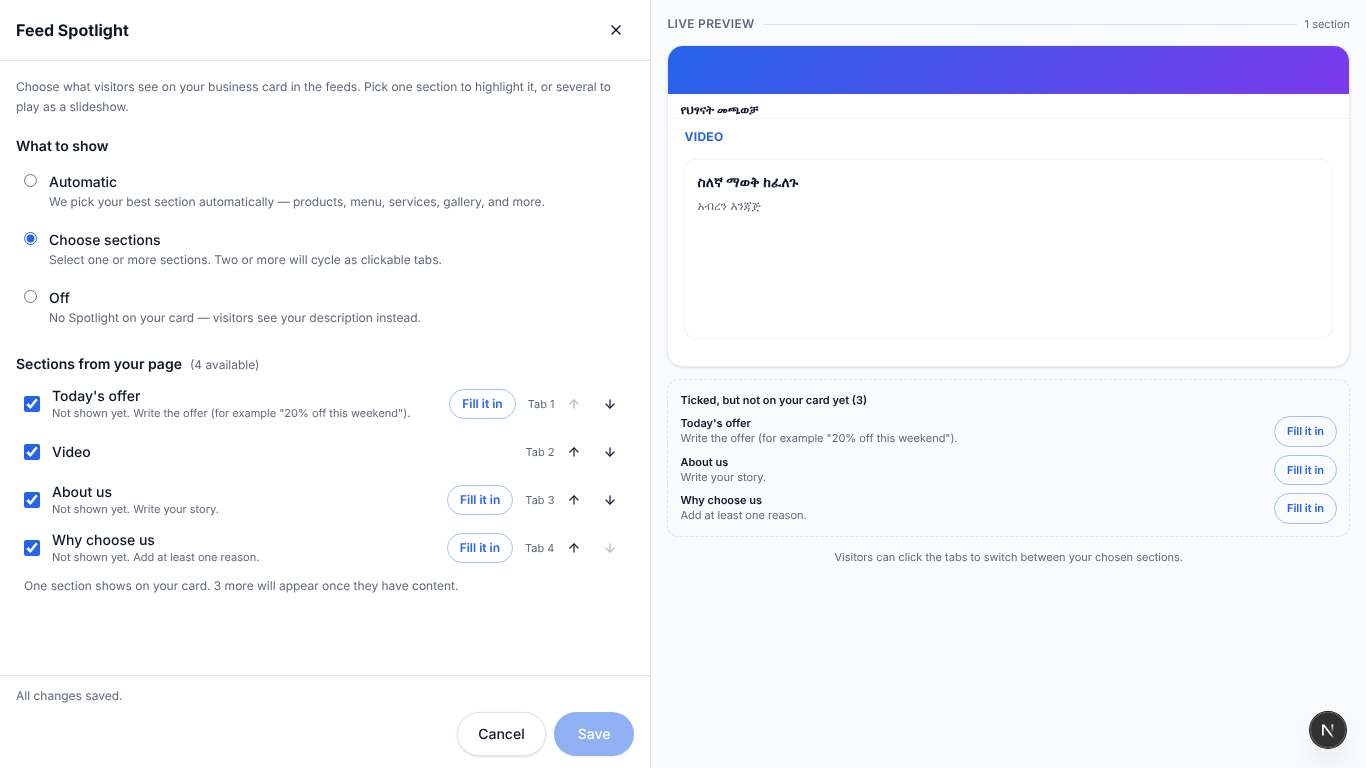 Feed Spotlight
Choose what visitors see on your business card in the feeds. Pick one section to highlight it, or several to
play as a slideshow.
What to show
Automatic
We pick your best section automatically — products, menu, services, gallery, and more.
Choose sections
Select one or more sections. Two or more will cycle as clickable tabs.
Off
No Spotlight on your card — visitors see your description instead.
Sections from your page (4 available)
Today's offer
Not shown yet. Write the offer (for example "20% off this weekend").
Fill it in
Tab 1
Video
Tab 2
About us
Not shown yet. Write your story.
Fill it in
Tab 3
Why choose us
Not shown yet. Add at least one reason.
Fill it in
Tab 4
One section shows on your card. 3 more will appear once they have content.
All changes saved.
Cancel
Save
LIVE PREVIEW
1 section
የህፃናት መጫወቻ
VIDEO
ስለኛ ማወቅ ከፈለጉ
አብረን እንጃጅ
Ticked, but not on your card yet (3)
Today's offer
Write the offer (for example "20% off this weekend").
Fill it in
About us
Write your story.
Fill it in
Why choose us
Add at least one reason.
Fill it in
Visitors can click the tabs to switch between your chosen sections.
N